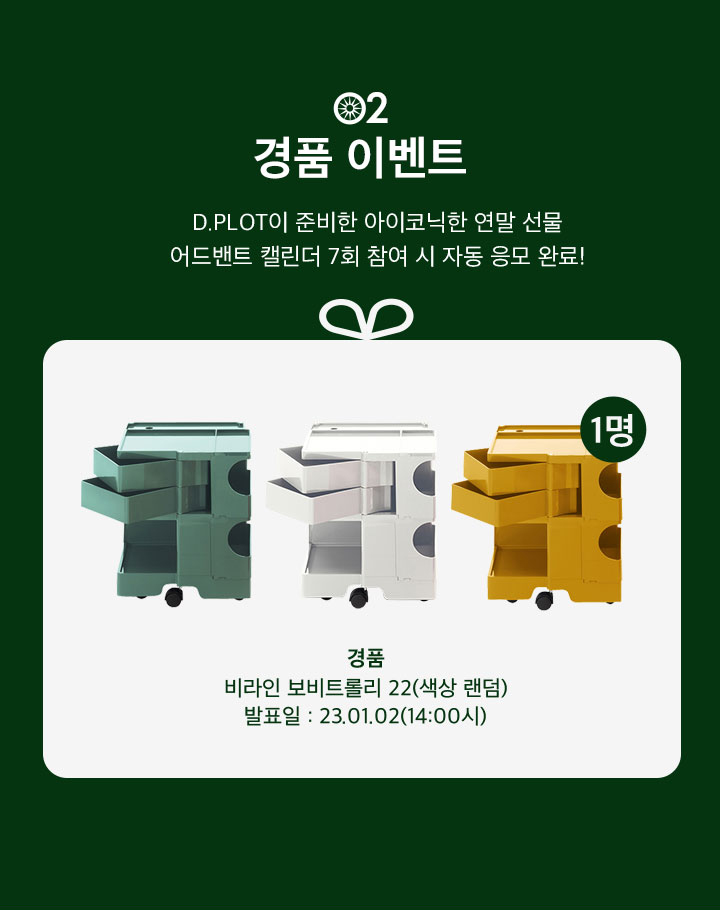 02
경품 이벤트
D.PLOT이 준비한 아이코닉한 연말 선물
어드밴트 캘린더 7회 참여 시 자동 응모 완료!
1명
경품
비라인 보비트롤리 22(색상 랜덤)
발표일 : 23.01.02(14:00시)